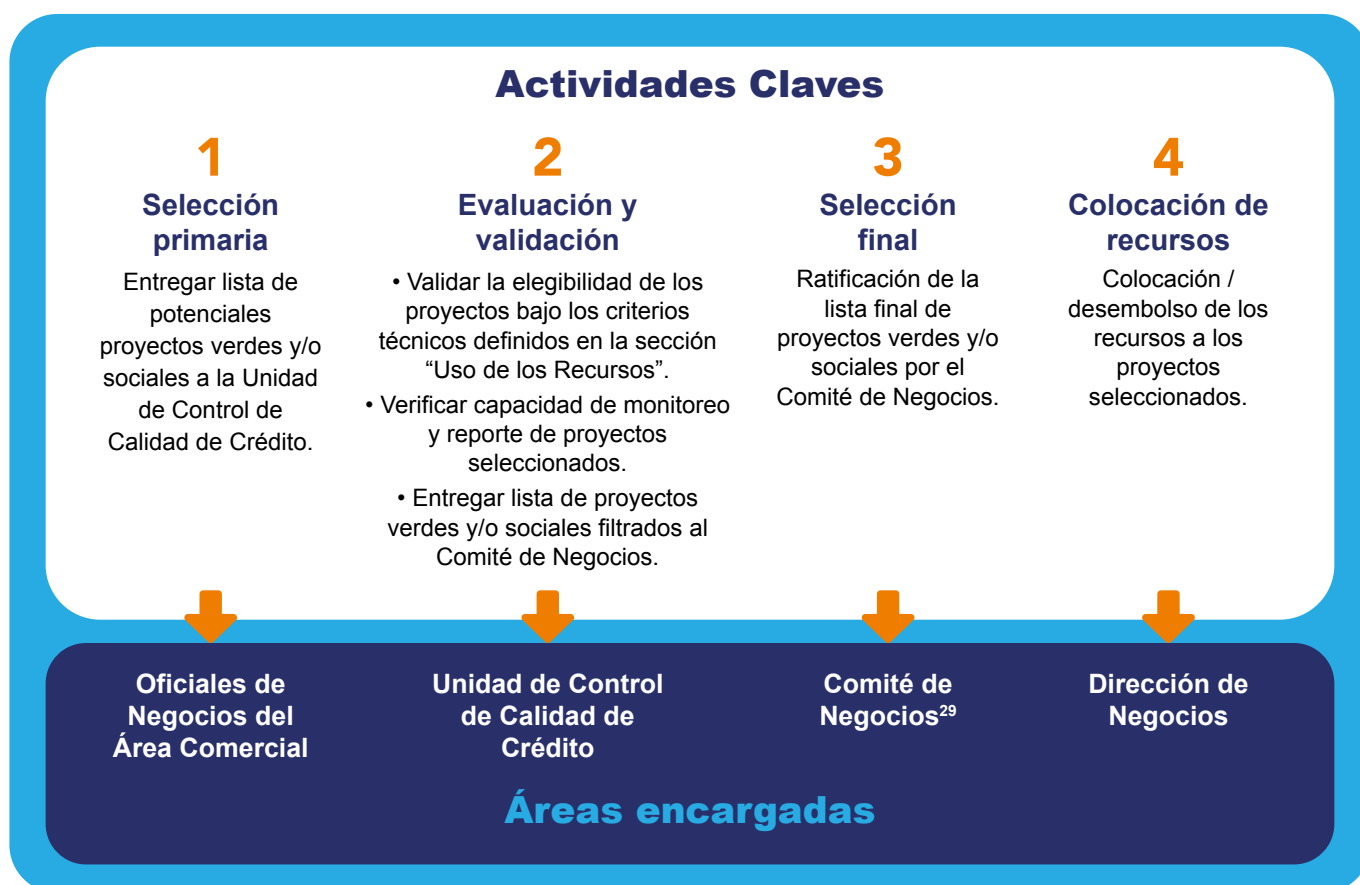 Actividades Claves
1
Selección
primaria
Entregar lista de
potenciales
proyectos verdes y/o
sociales a la Unidad
de Control de
Calidad de Crédito.
2
Evaluación y
validación
• Validar la elegibilidad de los
proyectos bajo los criterios
técnicos definidos en la sección
“Uso de los Recursos”.
• Verificar capacidad de monitoreo
y reporte de proyectos
seleccionados.
• Entregar lista de proyectos
verdes y/o sociales filtrados al
Comité de Negocios.
3
Selección
final
Ratificación de la
lista final de
proyectos verdes y/o
sociales por el
Comité de Negocios.
4
Colocación de
recursos
Colocación /
desembolso de los
recursos a los
proyectos
seleccionados.
Oficiales de
Negocios del
Área Comercial
Unidad de Control
de Calidad de
Crédito
Comité de
Negocios²⁹
Dirección de
Negocios
Áreas encargadas